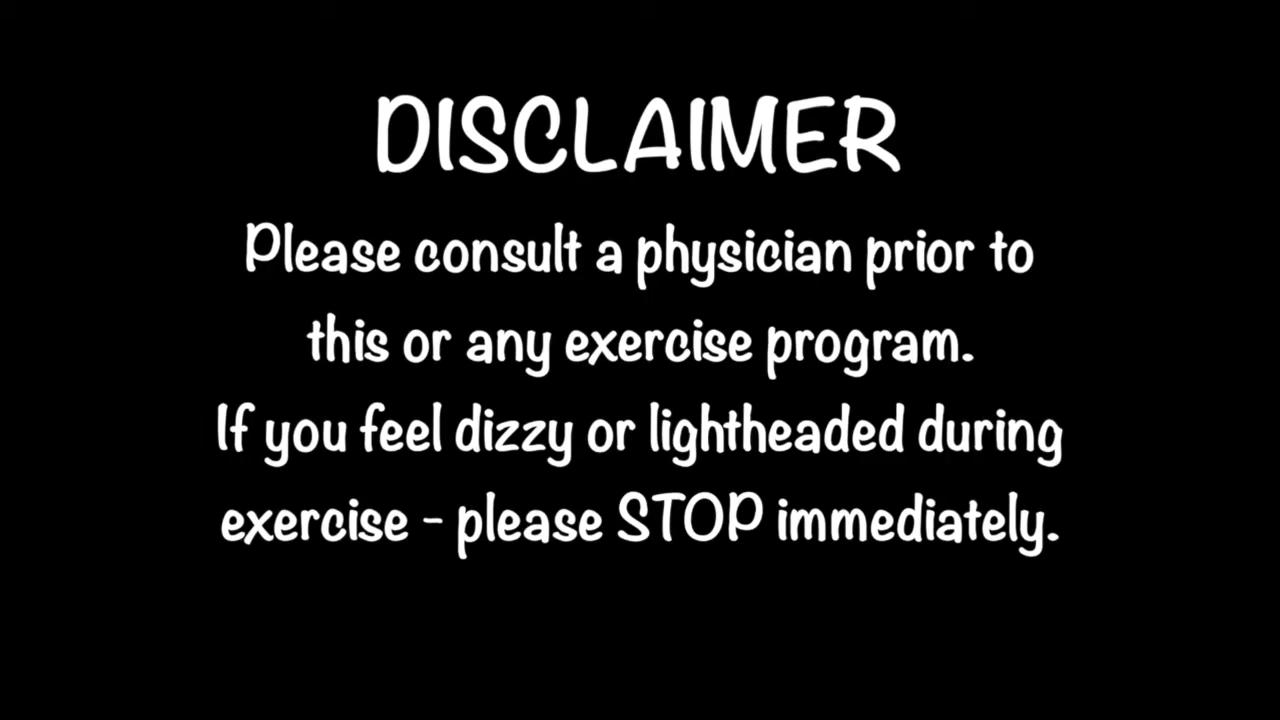 DISCLAIMER
Please consult a physician prior to
this or any exercise program.
If you feel dizzy or lightheaded during
exercise - please STOP immediately.